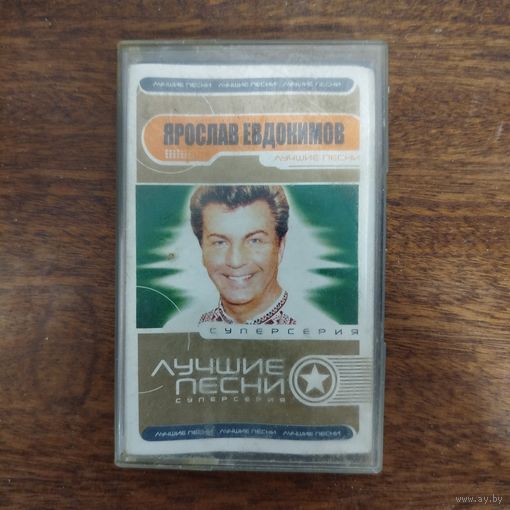 ЛУЧШИЕ ПЕСНИ ЛУЧШИЕ ПЕСНИ ЛУЧШИЕ ПЕСНИ
ЯРОСЛАВ ЕВДОКИМОВ
ЛУЧШИЕ ПЕСНИ
СУПЕРСЕРИЯ
ЛУЧШИЕ
ПЕСНИ
СУПЕРСЕРИЯ
ЛУЧШИЕ ПЕСНИ ЛУЧШИЕ ПЕСНИ ЛУЧШИЕ ПЕСНИ
www.ay.by